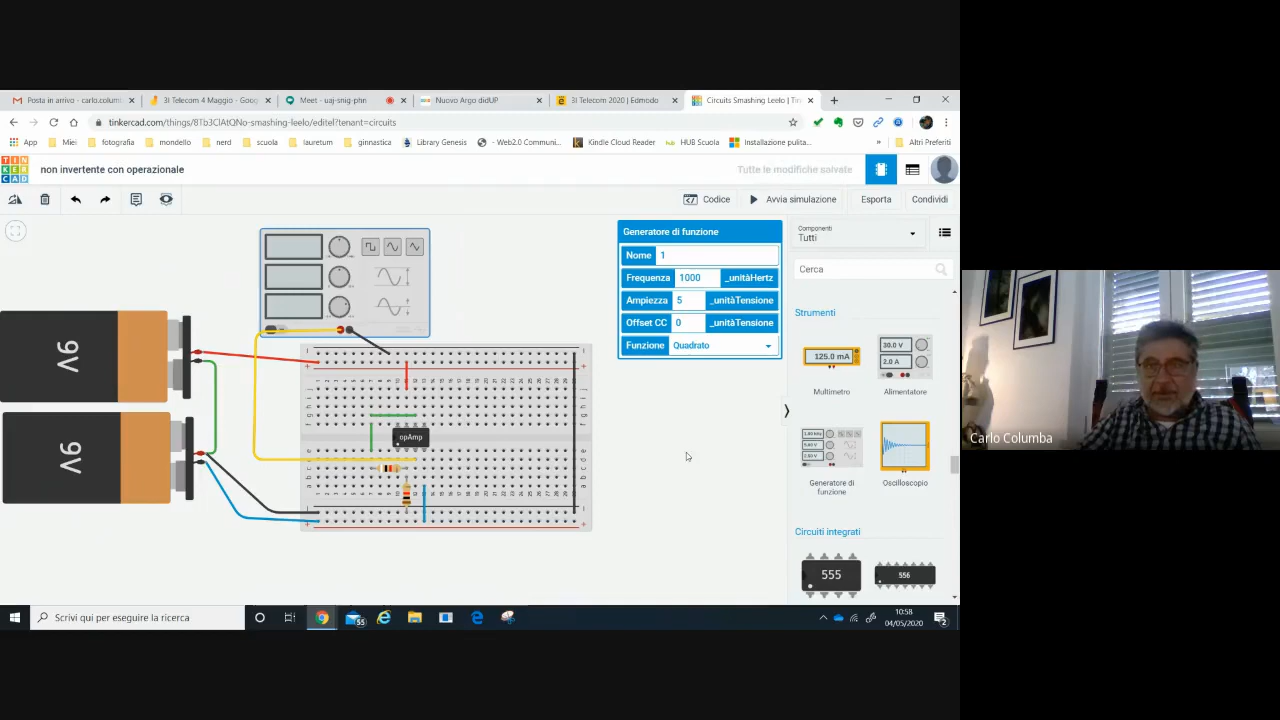 Posta in arrivo - carlo.columb
3I Telecom 4 Maggio - Goog
Meet - uaj-snig-phn
Nuovo Argo didUP
3I Telecom 2020 | Edmodo
Circuits Smashing Leelo | Tin
tinkercad.com/things/8Tb3ClAtQNo-smashing-leelo/editel?tenant=circuits
App
Miei
fotografia
mondello
nerd
scuola
lauretum
ginnastica
Library Genesis
- Web2.0 Communi...
Kindle Cloud Reader
HUB Scuola
Installazione pulita...
»
Altri Preferiti
TIN
KER
CAD
non invertente con operazionale
Tutte le modifiche salvate
Codice
Avvia simulazione
Esporta
Condividi
Generatore di funzione
Nome 1
Frequenza 1000 _unitàHertz
Ampiezza 5 _unitàTensione
Offset CC 0 _unitàTensione
Funzione Quadrato
Componenti
Tutti
Cerca
Strumenti
125.0 mA
30.0 V
2.0 A
Multimetro
Alimentatore
Generatore di
funzione
Oscilloscopio
Circuiti integrati
555
556
9V
9V
opAmp
Carlo Columba
Scrivi qui per eseguire la ricerca
55
10:58
04/05/2020
2